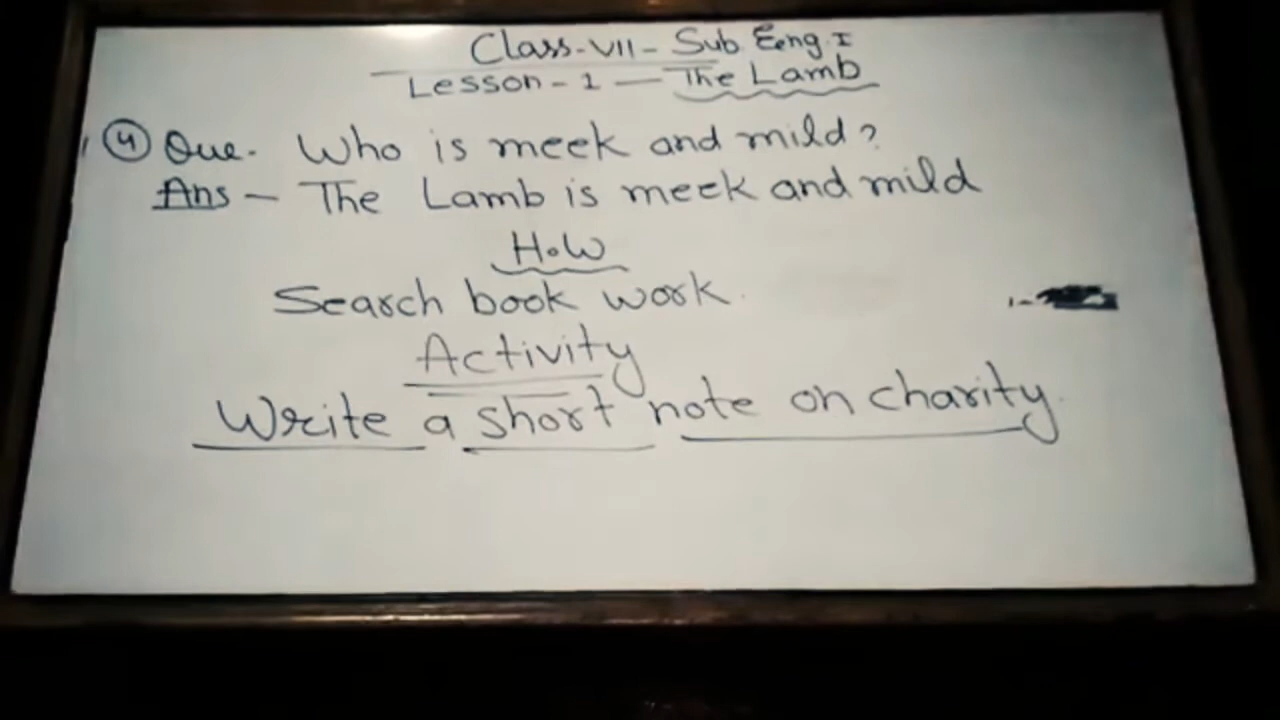 Class-VII- Sub Eeng.I
Lesson-1 — The Lamb
(4) Que. Who is meek and mild?
Ans - The Lamb is meek and mild
H.W
Search book work.
Activity
Write a short note on charity.